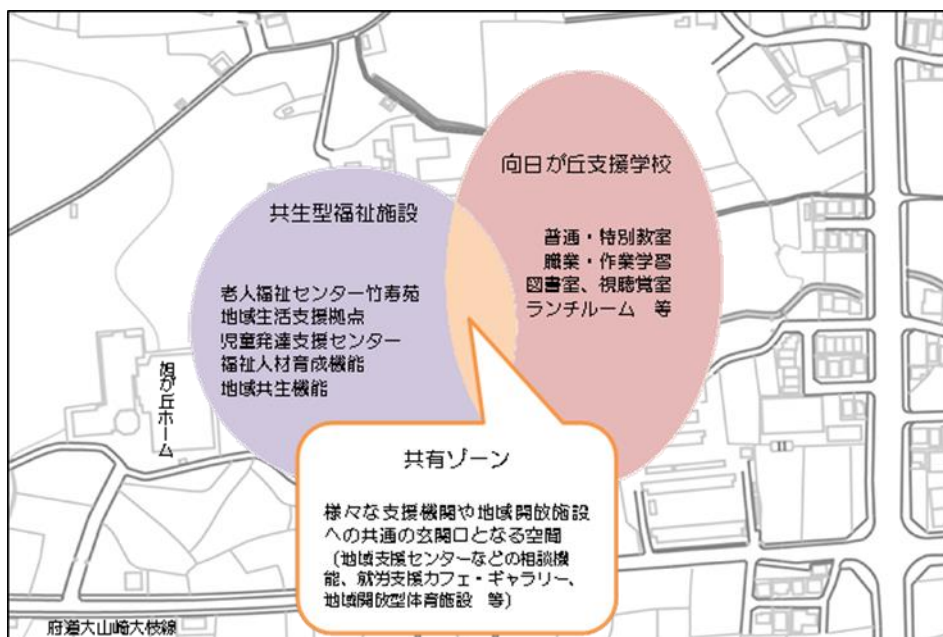 向日が丘支援学校
普通・特別教室
職業・作業学習
図書室、視聴覚室
ランチルーム 等
共生型福祉施設
老人福祉センター竹寿苑
地域生活支援拠点
児童発達支援センター
福祉人材育成機能
地域共生機能
旭が丘ホーム
共有ゾーン
様々な支援機関や地域開放施設
への共通の玄関口となる空間
(地域支援センターなどの相談機
能、就労支援カフェ・ギャラリー、
地域開放型体育施設 等)
府道大山崎大枝線